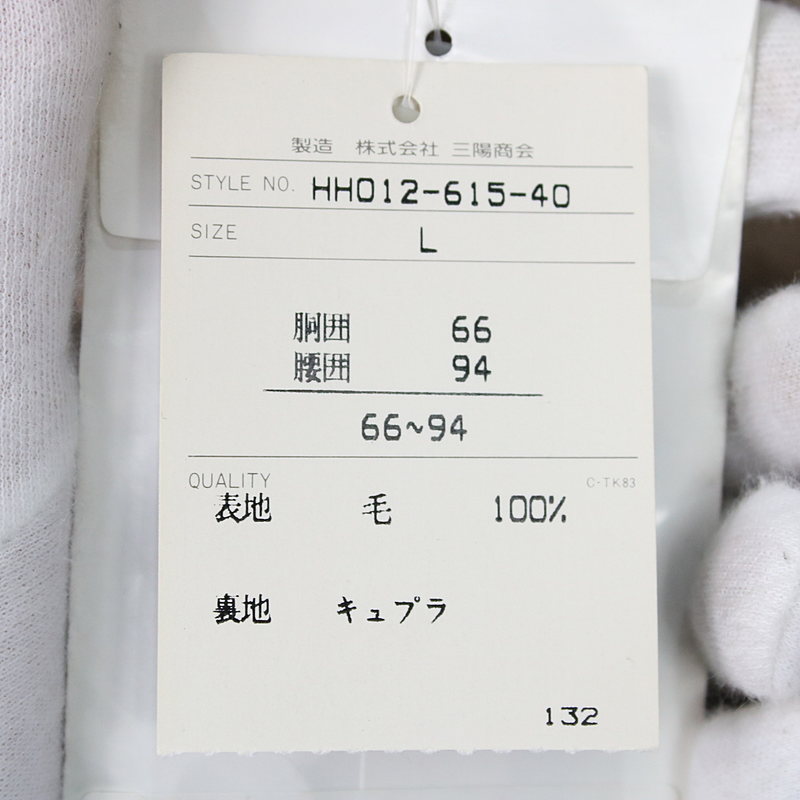 製造 株式会社 三陽商会
STYLE NO. HH012-615-40
SIZE L
胴囲 66
腰囲 94
66~94
QUALITY C-TK83
表地 毛 100%
裏地 キュプラ
132